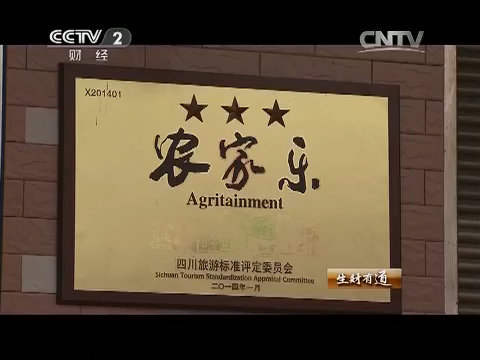 CCTV 2
财经
CNTV
X201401
农家乐
Agritainment
四川旅游标准评定委员会
Sichuan Tourism Standardization Appraisal Committee
二〇一四年一月
生财有道